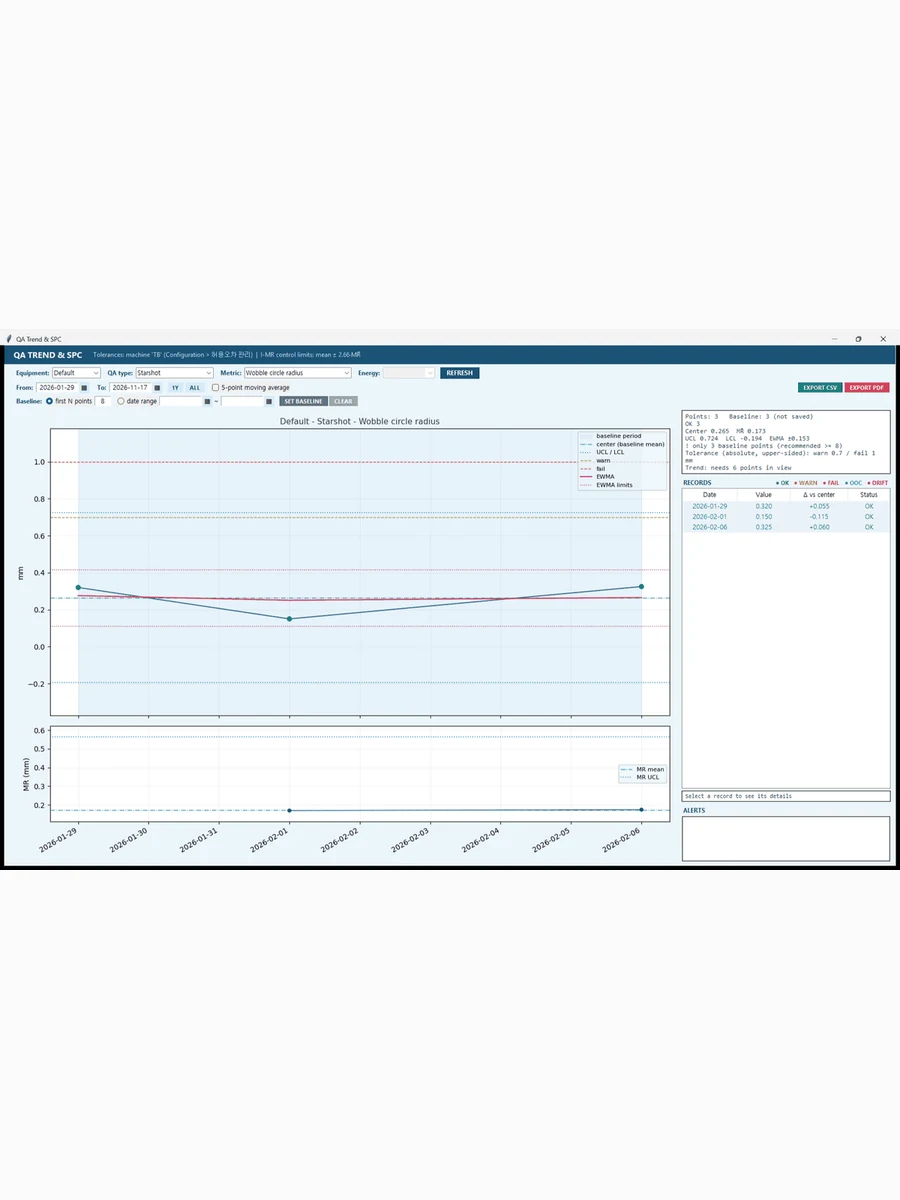 QA Trend & SPC
QA TREND & SPC Tolerances: machine 'TB' (Configuration > 허용오차 관리) | I-MR control limits: mean ± 2.66·MR̄
Equipment: Default QA type: Starshot Metric: Wobble circle radius Energy: REFRESH
From: 2026-01-29 To: 2026-11-17 1Y ALL 5-point moving average EXPORT CSV EXPORT PDF
Baseline: first N points 8 date range ~ SET BASELINE CLEAR
Default - Starshot - Wobble circle radius
baseline period
center (baseline mean)
UCL / LCL
warn
fail
EWMA
EWMA limits
1.0
0.8
0.6
0.4
0.2
0.0
−0.2
mm
0.6
0.5
0.4
0.3
0.2
MR (mm)
MR mean
MR UCL
2026-01-29
2026-01-30
2026-01-31
2026-02-01
2026-02-02
2026-02-03
2026-02-04
2026-02-05
2026-02-06
Points: 3 Baseline: 3 (not saved)
OK 3
Center 0.265 MR̄ 0.173
UCL 0.724 LCL -0.194 EWMA ±0.153
! only 3 baseline points (recommended >= 8)
Tolerance (absolute, upper-sided): warn 0.7 / fail 1
mm
Trend: needs 6 points in view
RECORDS • OK • WARN • FAIL • OOC • DRIFT
Date Value Δ vs center Status
2026-01-29 0.320 +0.055 OK
2026-02-01 0.150 -0.115 OK
2026-02-06 0.325 +0.060 OK
Select a record to see its details
ALERTS